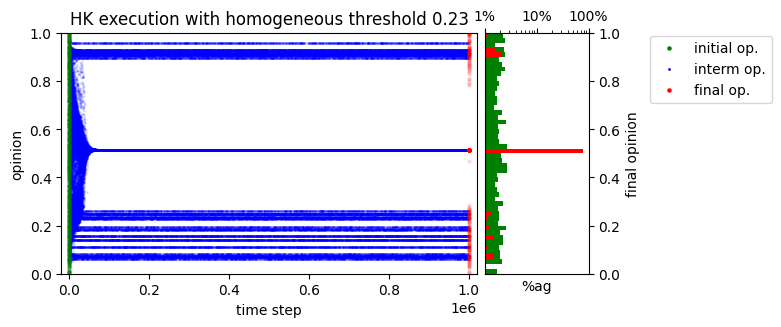 HK execution with homogeneous threshold 0.23
1% 10% 100%
1.0 1.0
0.8 0.8
0.6 0.6
0.4 0.4
0.2 0.2
0.0 0.0
opinion
final opinion
0.0 0.2 0.4 0.6 0.8 1.0
1e6
time step
%ag
initial op.
interm op.
final op.